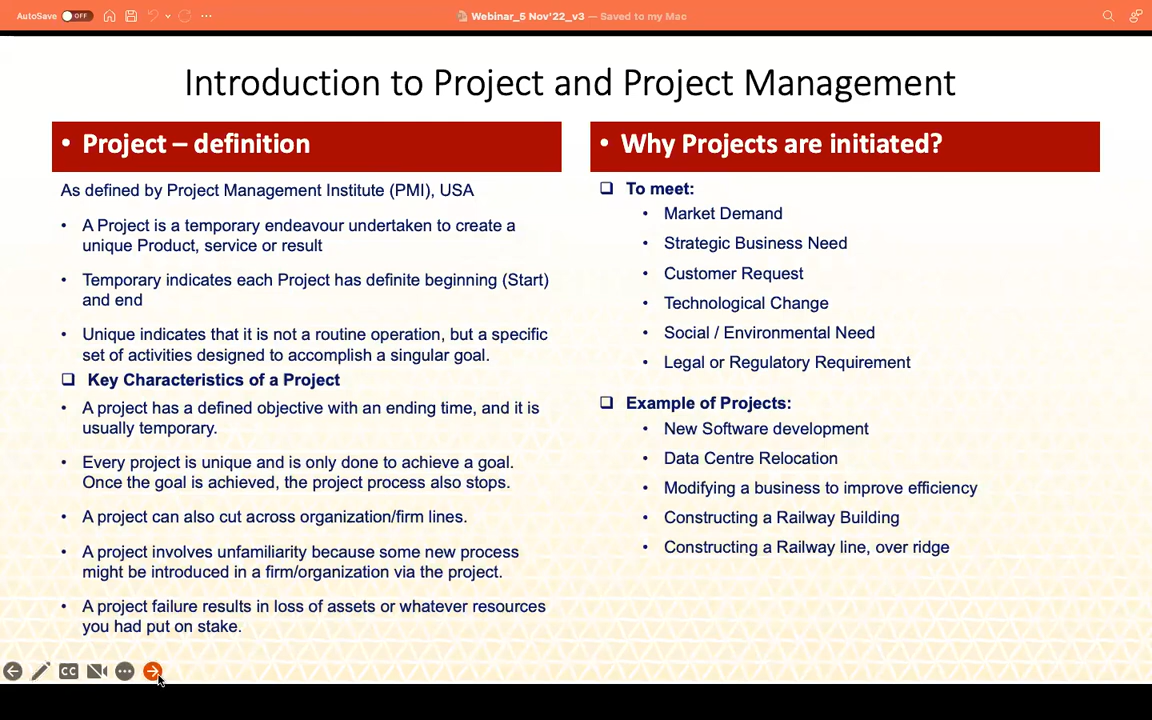 AutoSave OFF
Webinar_5 Nov'22_v3 — Saved to my Mac
Introduction to Project and Project Management
• Project – definition
As defined by Project Management Institute (PMI), USA
• A Project is a temporary endeavour undertaken to create a
unique Product, service or result
• Temporary indicates each Project has definite beginning (Start)
and end
• Unique indicates that it is not a routine operation, but a specific
set of activities designed to accomplish a singular goal.
❑ Key Characteristics of a Project
• A project has a defined objective with an ending time, and it is
usually temporary.
• Every project is unique and is only done to achieve a goal.
Once the goal is achieved, the project process also stops.
• A project can also cut across organization/firm lines.
• A project involves unfamiliarity because some new process
might be introduced in a firm/organization via the project.
• A project failure results in loss of assets or whatever resources
you had put on stake.
• Why Projects are initiated?
❑ To meet:
• Market Demand
• Strategic Business Need
• Customer Request
• Technological Change
• Social / Environmental Need
• Legal or Regulatory Requirement
❑ Example of Projects:
• New Software development
• Data Centre Relocation
• Modifying a business to improve efficiency
• Constructing a Railway Building
• Constructing a Railway line, over ridge
CC